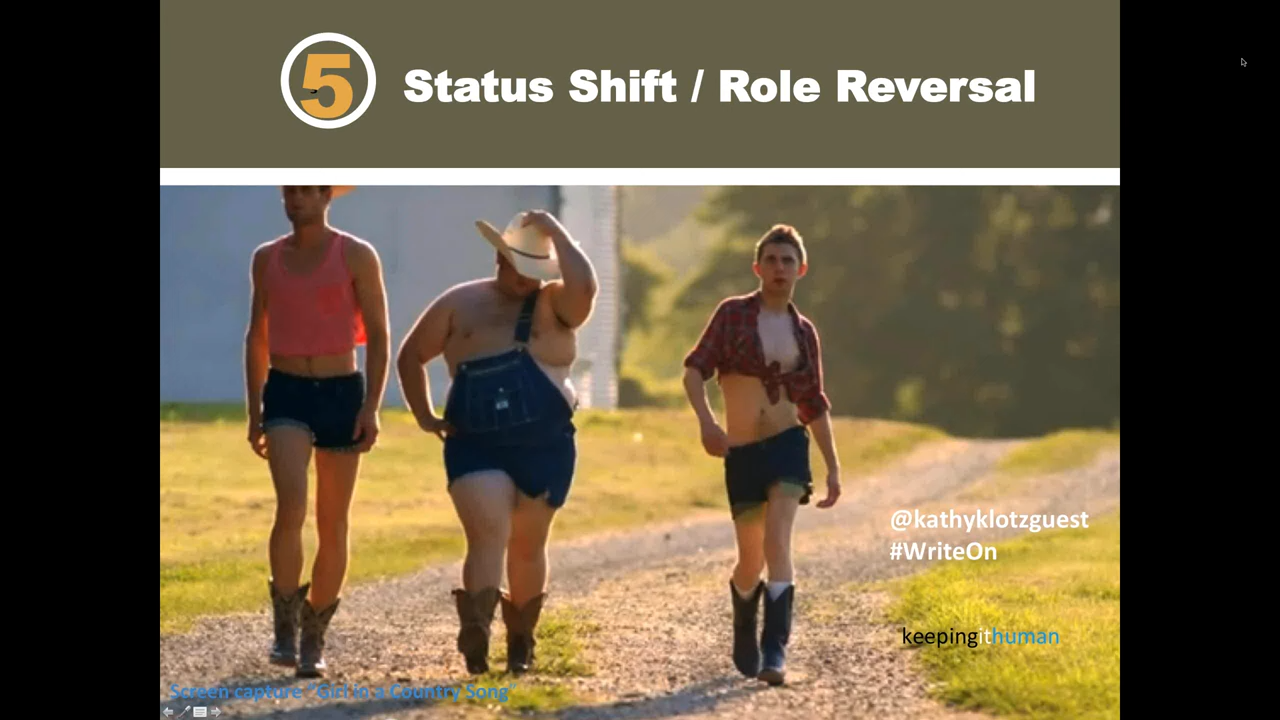 5
Status Shift / Role Reversal
@kathyklotzguest
#WriteOn
keepingithuman
Screen capture "Girl in a Country Song"